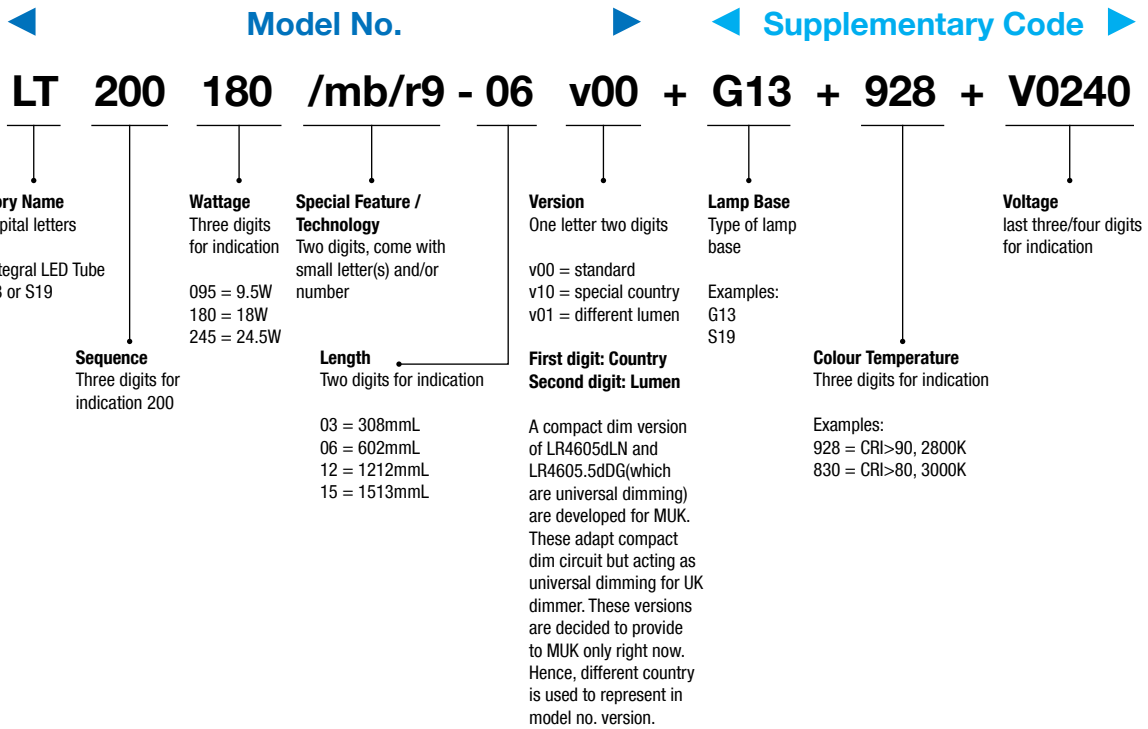 Model No.
Supplementary Code
LT 200 180 /mb/r9 - 06 v00 + G13 + 928 + V0240
Name
letters
LED Tube
or S19
Sequence
Three digits for
indication 200
Wattage
Three digits
for indication
095 = 9.5W
180 = 18W
245 = 24.5W
Special Feature /
Technology
Two digits, come with
small letter(s) and/or
number
Length
Two digits for indication
03 = 308mmL
06 = 602mmL
12 = 1212mmL
15 = 1513mmL
Version
One letter two digits
v00 = standard
v10 = special country
v01 = different lumen
First digit: Country
Second digit: Lumen
A compact dim version
of LR4605dLN and
LR4605.5dDG(which
are universal dimming)
are developed for MUK.
These adapt compact
dim circuit but acting as
universal dimming for UK
dimmer. These versions
are decided to provide
to MUK only right now.
Hence, different country
is used to represent in
model no. version.
Lamp Base
Type of lamp
base
Examples:
G13
S19
Colour Temperature
Three digits for indication
Examples:
928 = CRI>90, 2800K
830 = CRI>80, 3000K
Voltage
last three/four digits
for indication